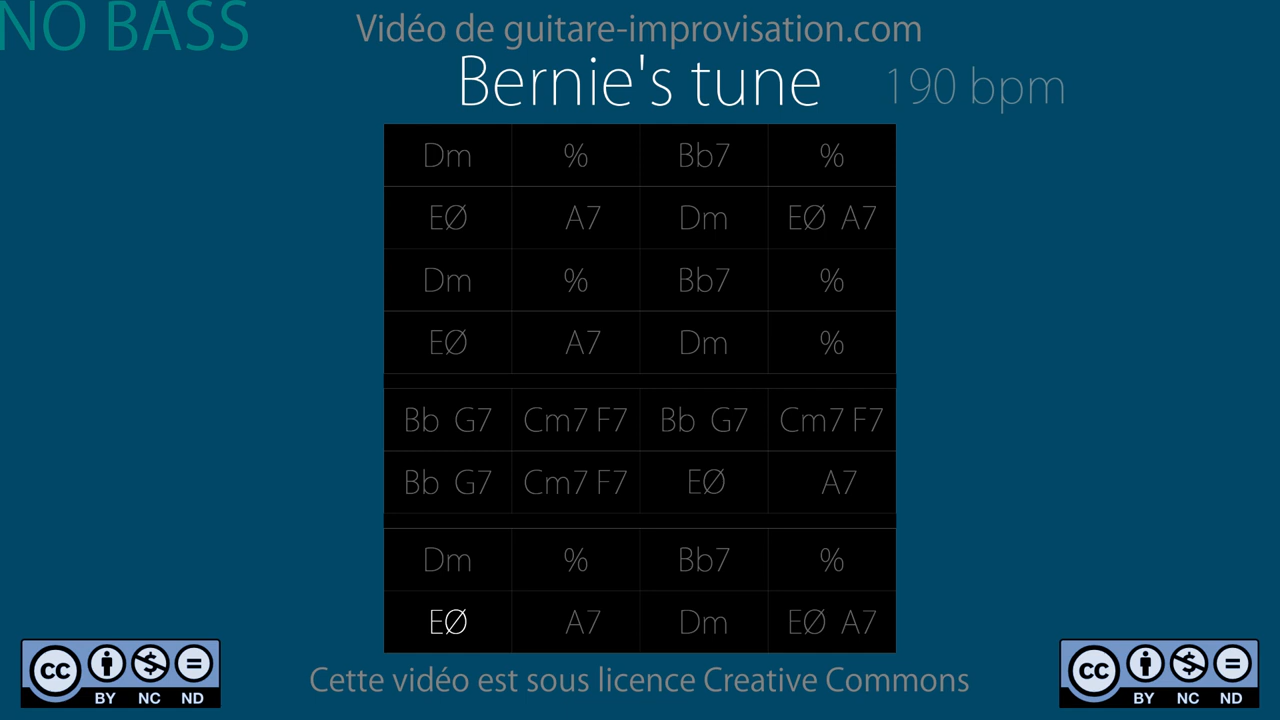 NO BASS
Vidéo de guitare-improvisation.com
Bernie's tune 190 bpm
Dm % Bb7 %
EØ A7 Dm EØ A7
Dm % Bb7 %
EØ A7 Dm %
Bb G7 Cm7 F7 Bb G7 Cm7 F7
Bb G7 Cm7 F7 EØ A7
Dm % Bb7 %
EØ A7 Dm EØ A7
cc BY NC ND
Cette vidéo est sous licence Creative Commons
cc BY NC ND